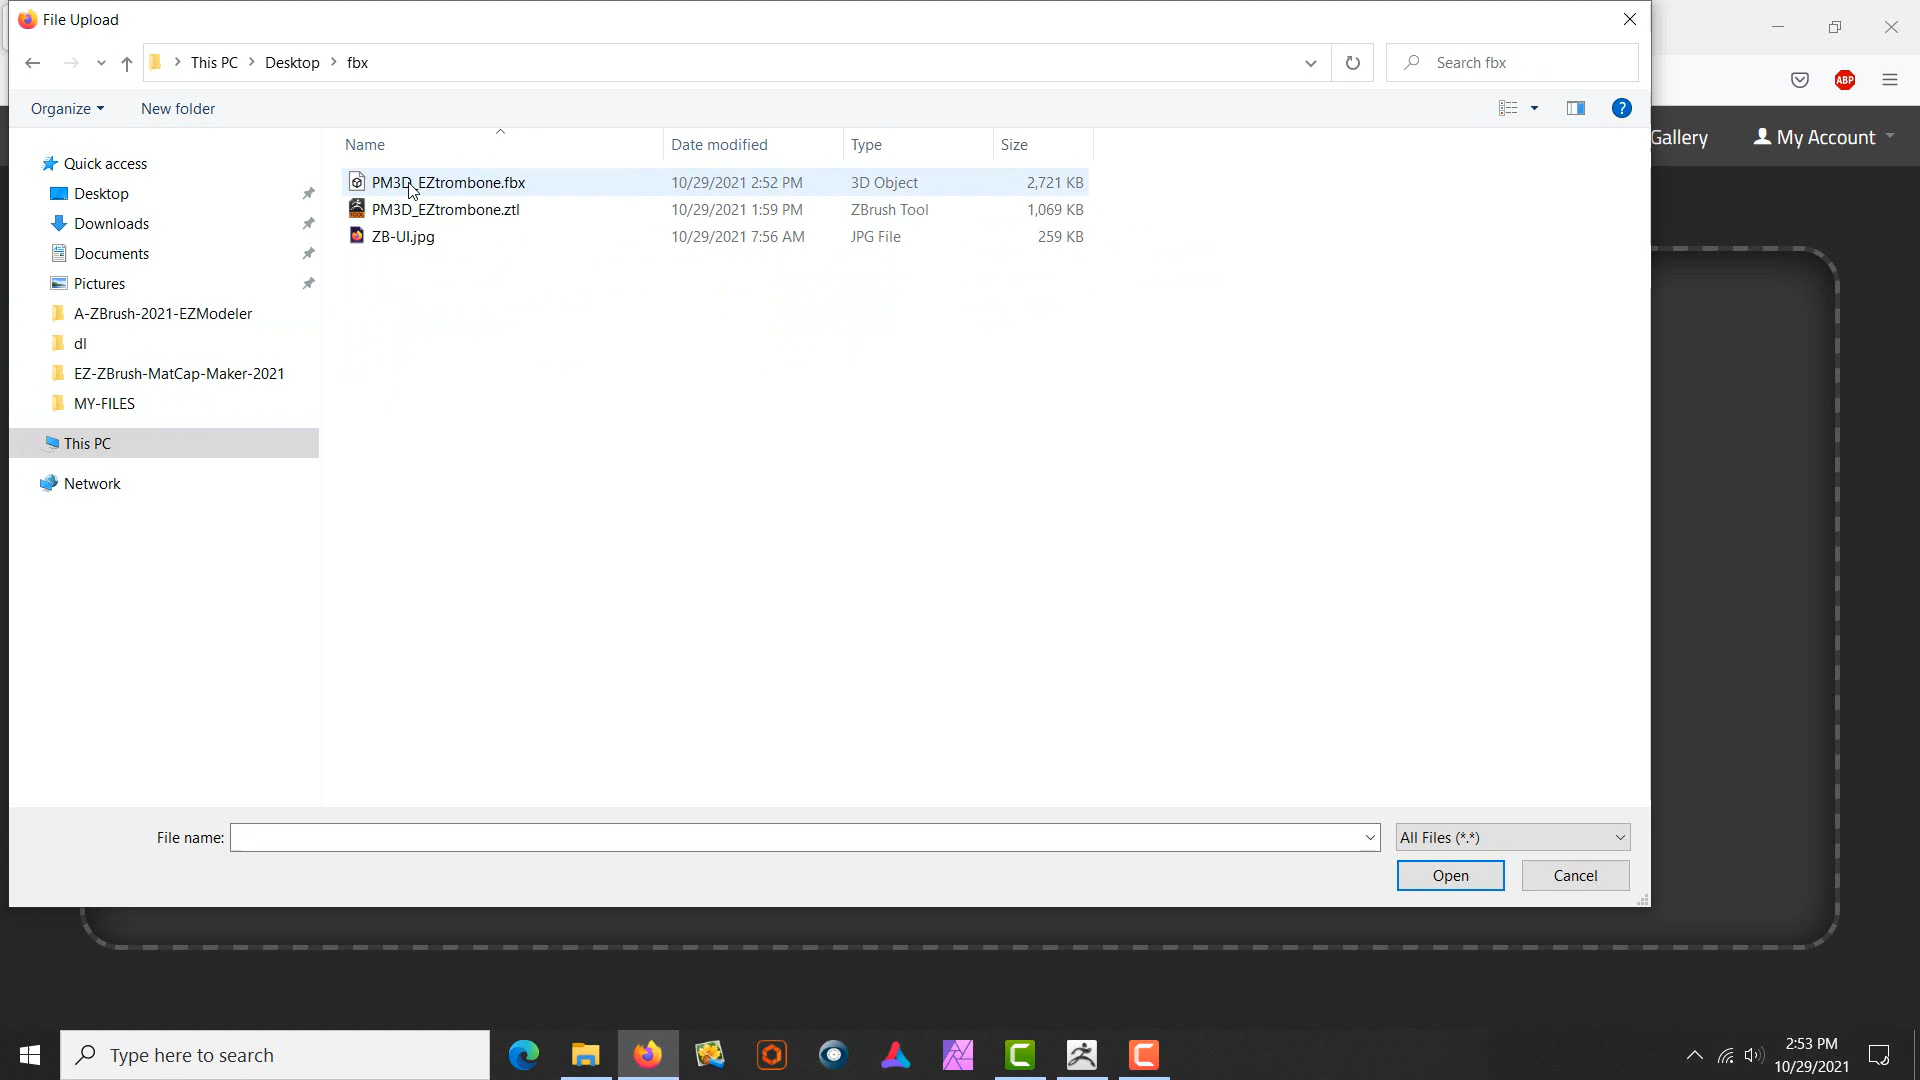 File Upload
This PC > Desktop > fbx
Search fbx
Organize
New folder
Gallery
My Account
Name
Date modified
Type
Size
Quick access
Desktop
Downloads
Documents
Pictures
A-ZBrush-2021-EZModeler
dl
EZ-ZBrush-MatCap-Maker-2021
MY-FILES
This PC
Network
PM3D_EZtrombone.fbx 10/29/2021 2:52 PM 3D Object 2,721 KB
PM3D_EZtrombone.ztl 10/29/2021 1:59 PM ZBrush Tool 1,069 KB
ZB-UI.jpg 10/29/2021 7:56 AM JPG File 259 KB
File name:
All Files (*.*)
Open
Cancel
Type here to search
2:53 PM
10/29/2021
ABP
TOOL